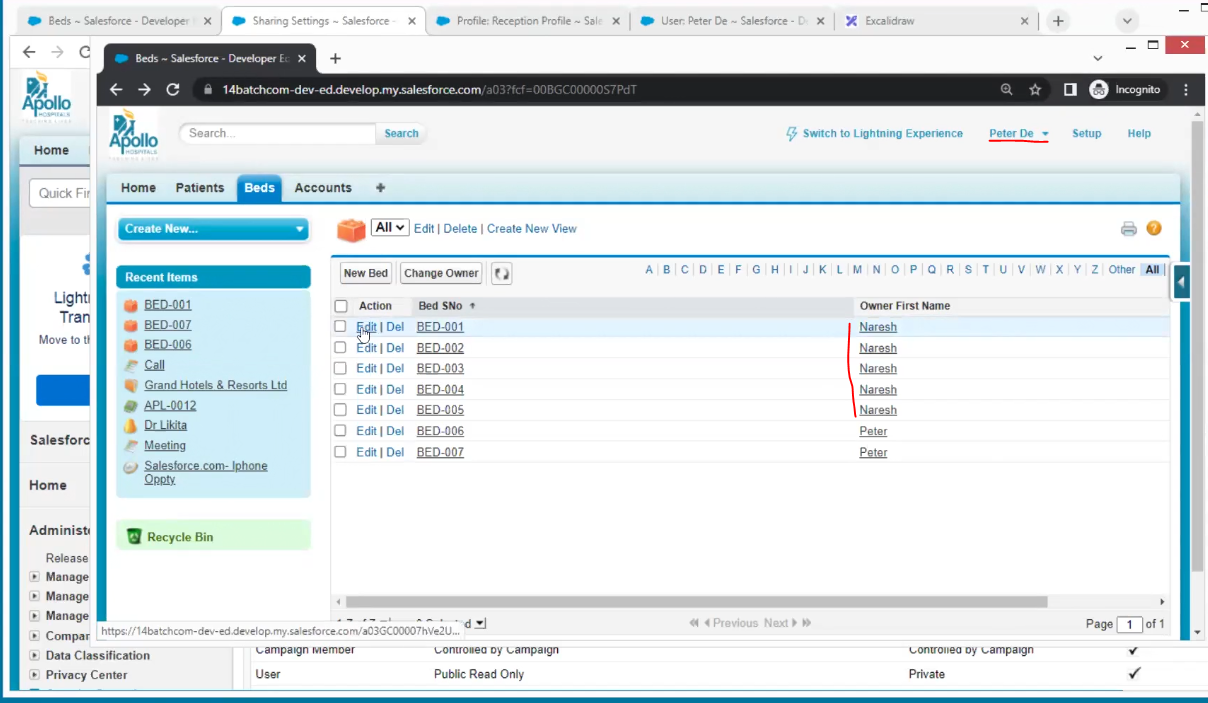 Beds ~ Salesforce - Developer
Sharing Settings ~ Salesforce -
Profile: Reception Profile ~ Sale
User: Peter De ~ Salesforce - D
Excalidraw
Beds ~ Salesforce - Developer Ec
14batchcom-dev-ed.develop.my.salesforce.com/a03?fcf=00BGC00000S7PdT
Incognito
Apollo
HOSPITALS
Home
Quick Fin
Move to th
Salesforc
Home
Administ
Release
Manage
Manage
Manage
Compar
Data Classification
Privacy Center
Apollo
HOSPITALS
Search...
Search
Switch to Lightning Experience
Peter De
Setup
Help
Home Patients Beds Accounts +
Create New...
Recent Items
BED-001
BED-007
BED-006
Call
Grand Hotels & Resorts Ltd
APL-0012
Dr Likita
Meeting
Salesforce.com- Iphone
Oppty
Recycle Bin
All Edit | Delete | Create New View
New Bed Change Owner
A | B | C | D | E | F | G | H | I | J | K | L | M | N | O | P | Q | R | S | T | U | V | W | X | Y | Z | Other All
Action Bed SNo Owner First Name
Edit | Del BED-001 Naresh
Edit | Del BED-002 Naresh
Edit | Del BED-003 Naresh
Edit | Del BED-004 Naresh
Edit | Del BED-005 Naresh
Edit | Del BED-006 Peter
Edit | Del BED-007 Peter
Previous Next
Page 1 of 1
https://14batchcom-dev-ed.develop.my.salesforce.com/a03GC00007hVe2U...
Campaign Member Controlled by Campaign Controlled by Campaign
User Public Read Only Private